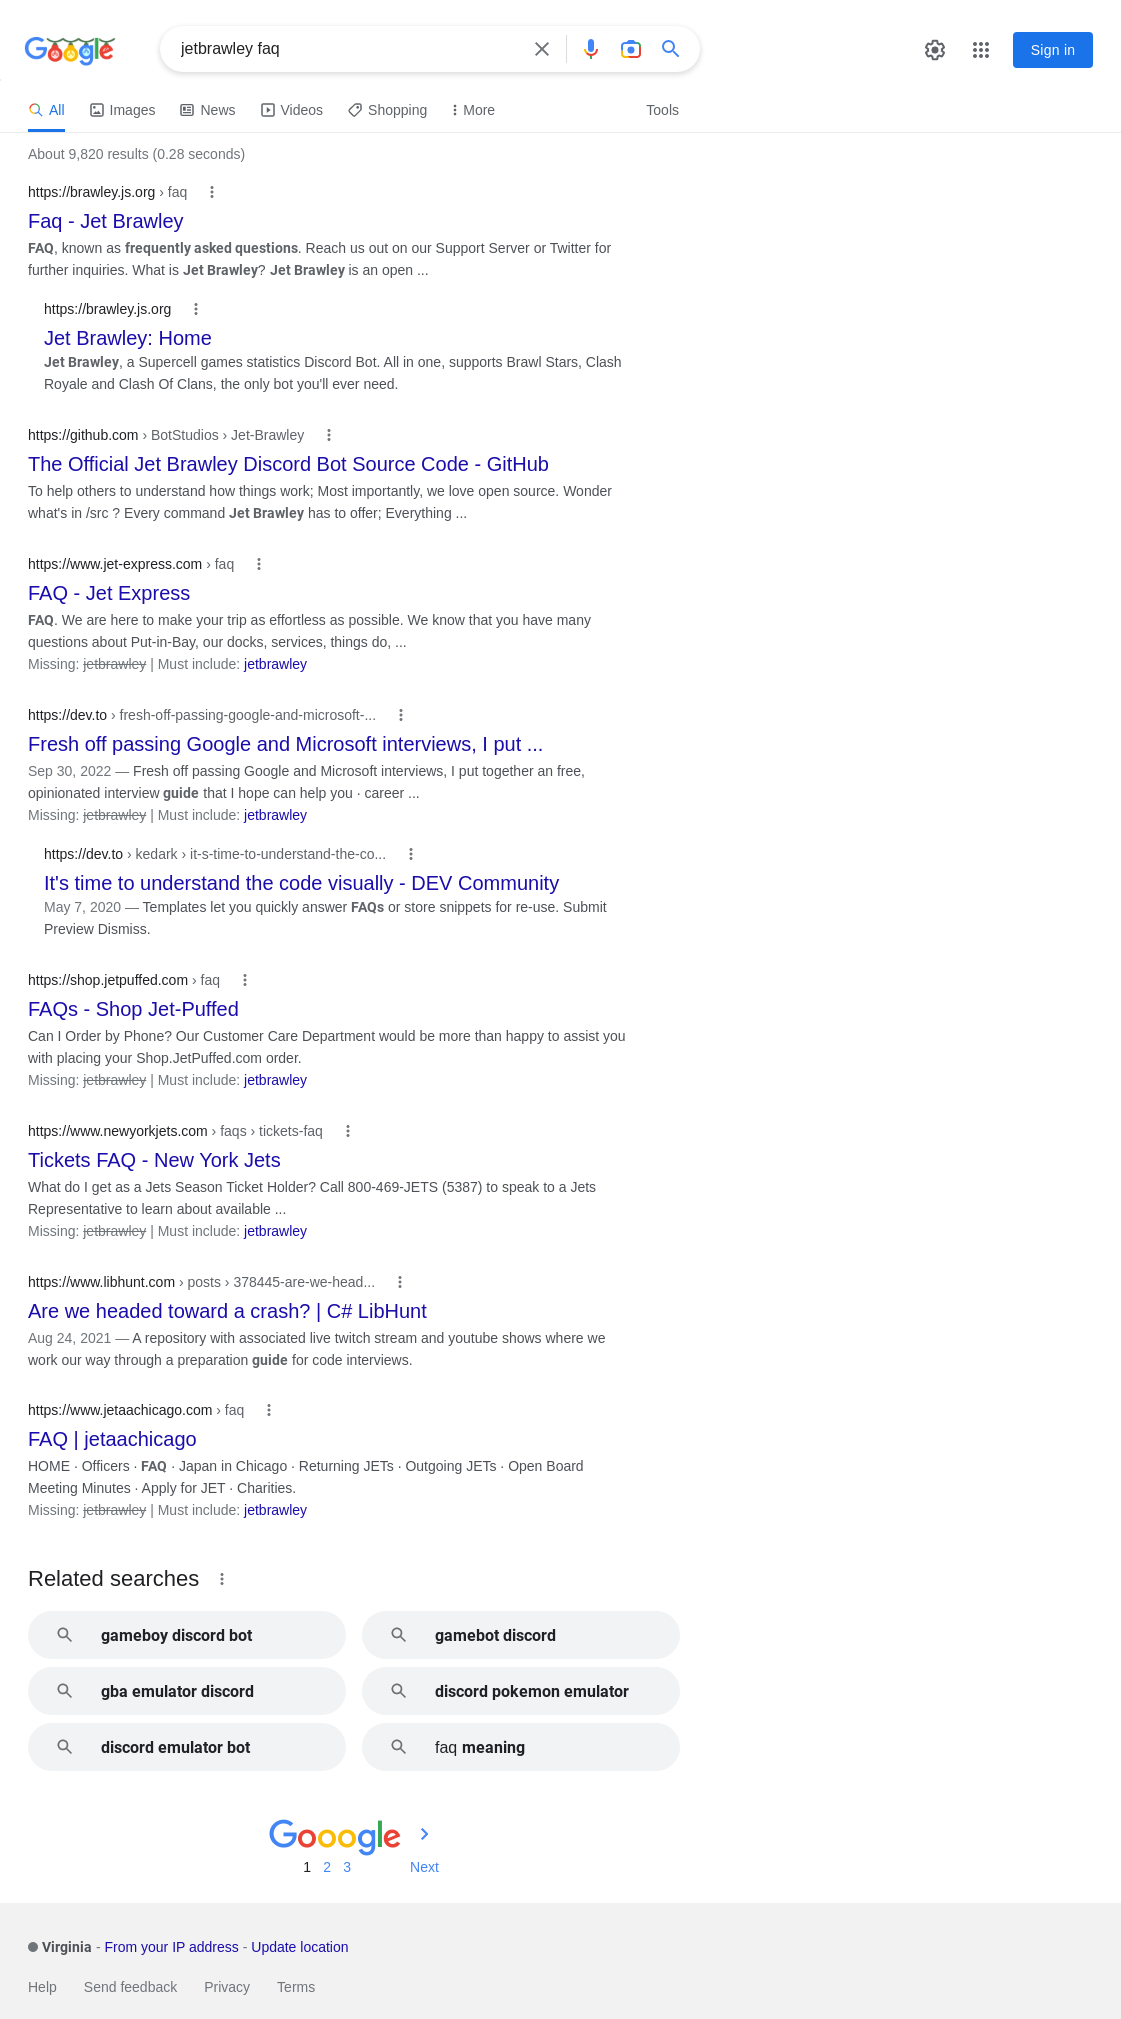 Google
jetbrawley faq
Sign in
All Images News Videos Shopping More Tools
About 9,820 results (0.28 seconds)
https://brawley.js.org › faq
Faq - Jet Brawley
FAQ, known as frequently asked questions. Reach us out on our Support Server or Twitter for
further inquiries. What is Jet Brawley? Jet Brawley is an open ...
https://brawley.js.org
Jet Brawley: Home
Jet Brawley, a Supercell games statistics Discord Bot. All in one, supports Brawl Stars, Clash
Royale and Clash Of Clans, the only bot you'll ever need.
https://github.com › BotStudios › Jet-Brawley
The Official Jet Brawley Discord Bot Source Code - GitHub
To help others to understand how things work; Most importantly, we love open source. Wonder
what's in /src ? Every command Jet Brawley has to offer; Everything ...
https://www.jet-express.com › faq
FAQ - Jet Express
FAQ. We are here to make your trip as effortless as possible. We know that you have many
questions about Put-in-Bay, our docks, services, things do, ...
Missing: jetbrawley | Must include: jetbrawley
https://dev.to › fresh-off-passing-google-and-microsoft-...
Fresh off passing Google and Microsoft interviews, I put ...
Sep 30, 2022 — Fresh off passing Google and Microsoft interviews, I put together an free,
opinionated interview guide that I hope can help you · career ...
Missing: jetbrawley | Must include: jetbrawley
https://dev.to › kedark › it-s-time-to-understand-the-co...
It's time to understand the code visually - DEV Community
May 7, 2020 — Templates let you quickly answer FAQs or store snippets for re-use. Submit
Preview Dismiss.
https://shop.jetpuffed.com › faq
FAQs - Shop Jet-Puffed
Can I Order by Phone? Our Customer Care Department would be more than happy to assist you
with placing your Shop.JetPuffed.com order.
Missing: jetbrawley | Must include: jetbrawley
https://www.newyorkjets.com › faqs › tickets-faq
Tickets FAQ - New York Jets
What do I get as a Jets Season Ticket Holder? Call 800-469-JETS (5387) to speak to a Jets
Representative to learn about available ...
Missing: jetbrawley | Must include: jetbrawley
https://www.libhunt.com › posts › 378445-are-we-head...
Are we headed toward a crash? | C# LibHunt
Aug 24, 2021 — A repository with associated live twitch stream and youtube shows where we
work our way through a preparation guide for code interviews.
https://www.jetaachicago.com › faq
FAQ | jetaachicago
HOME · Officers · FAQ · Japan in Chicago · Returning JETs · Outgoing JETs · Open Board
Meeting Minutes · Apply for JET · Charities.
Missing: jetbrawley | Must include: jetbrawley
Related searches
gameboy discord bot
gamebot discord
gba emulator discord
discord pokemon emulator
discord emulator bot
faq meaning
Gooogle
1 2 3 Next
Virginia - From your IP address - Update location
Help Send feedback Privacy Terms